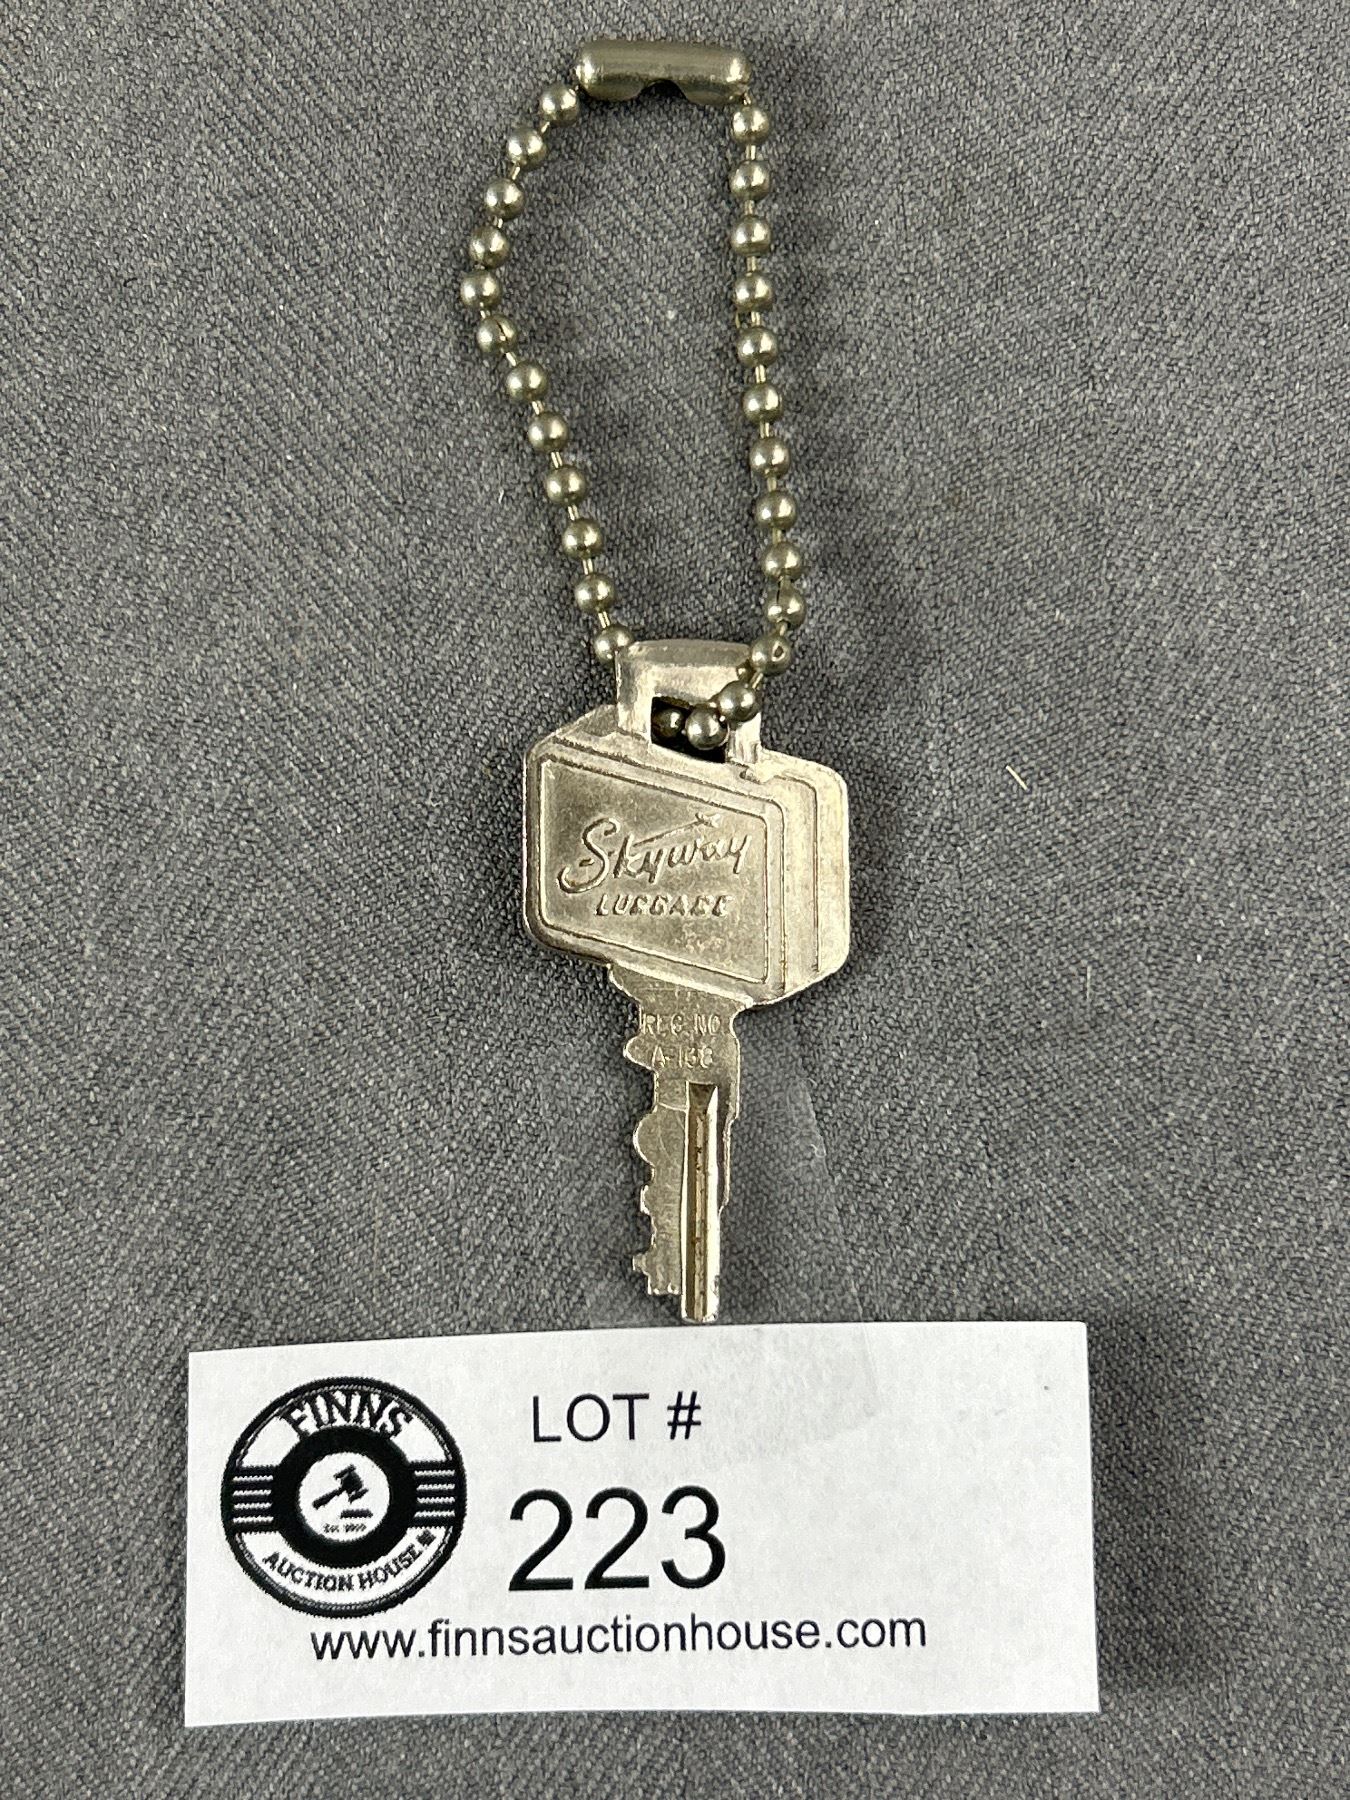 Skyway
LUGGAGE
REG. NO.
A-138
FINNS
AUCTION HOUSE
LOT #
223
www.finnsauctionhouse.com